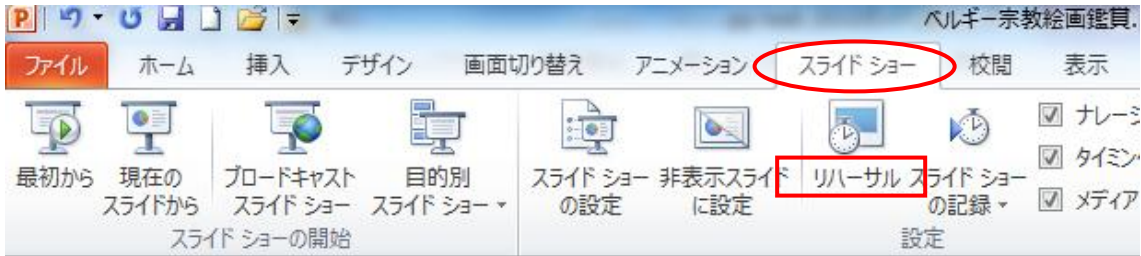 ベルギー宗教絵画鑑賞.
ファイル ホーム 挿入 デザイン 画面切り替え アニメーション スライド ショー 校閲 表示
最初から
現在の
スライドから
ブロードキャスト
スライド ショー
目的別
スライド ショー
スライド ショーの開始
スライド ショー
の設定
非表示スライド
に設定
リハーサル
スライド ショー
の記録
ナレーシ
タイミン
メディア
設定